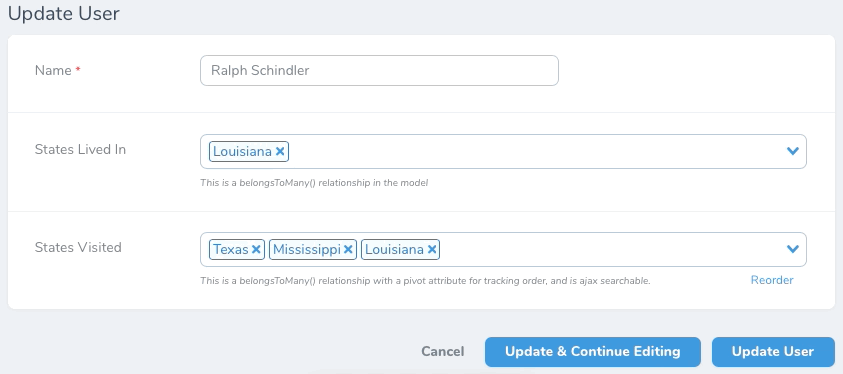 Update User
Name *
Ralph Schindler
States Lived In
Louisiana
This is a belongsToMany() relationship in the model
States Visited
Texas Mississippi Louisiana
This is a belongsToMany() relationship with a pivot attribute for tracking order, and is ajax searchable.
Reorder
Cancel
Update & Continue Editing
Update User